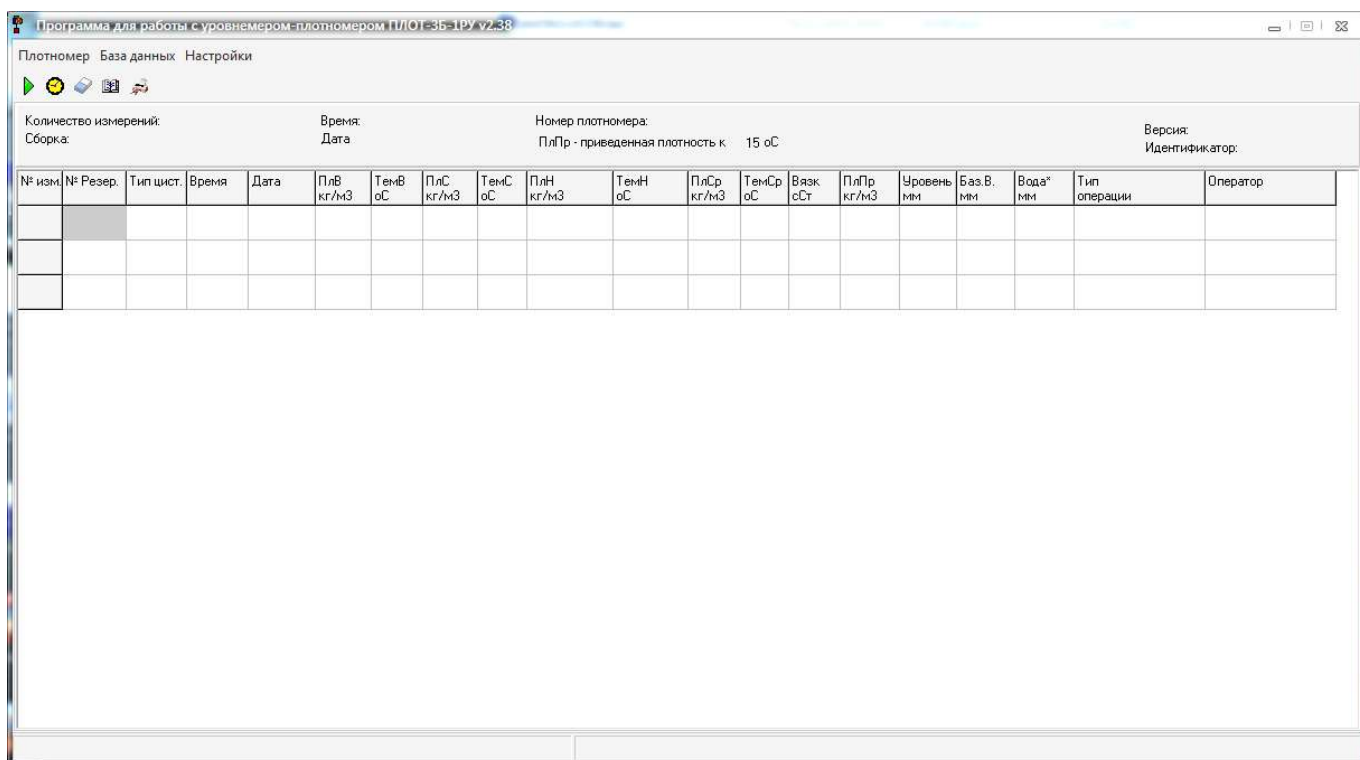 Программа для работы с уровнемером-плотномером ПЛОТ-3Б-1РУ v2.38
Плотномер База данных Настройки
Количество измерений: Время: Номер плотномера: Версия:
Сборка: Дата ПлПр - приведенная плотность к 15 оС Идентификатор:
№ изм. № Резер. Тип цист. Время Дата ПлВ ТемВ ПлС ТемС ПлН ТемН ПлСр ТемСр Вязк ПлПр Уровень Баз.В. Вода* Тип Оператор
кг/м3 оС кг/м3 оС кг/м3 оС кг/м3 оС сСт кг/м3 мм мм мм операции